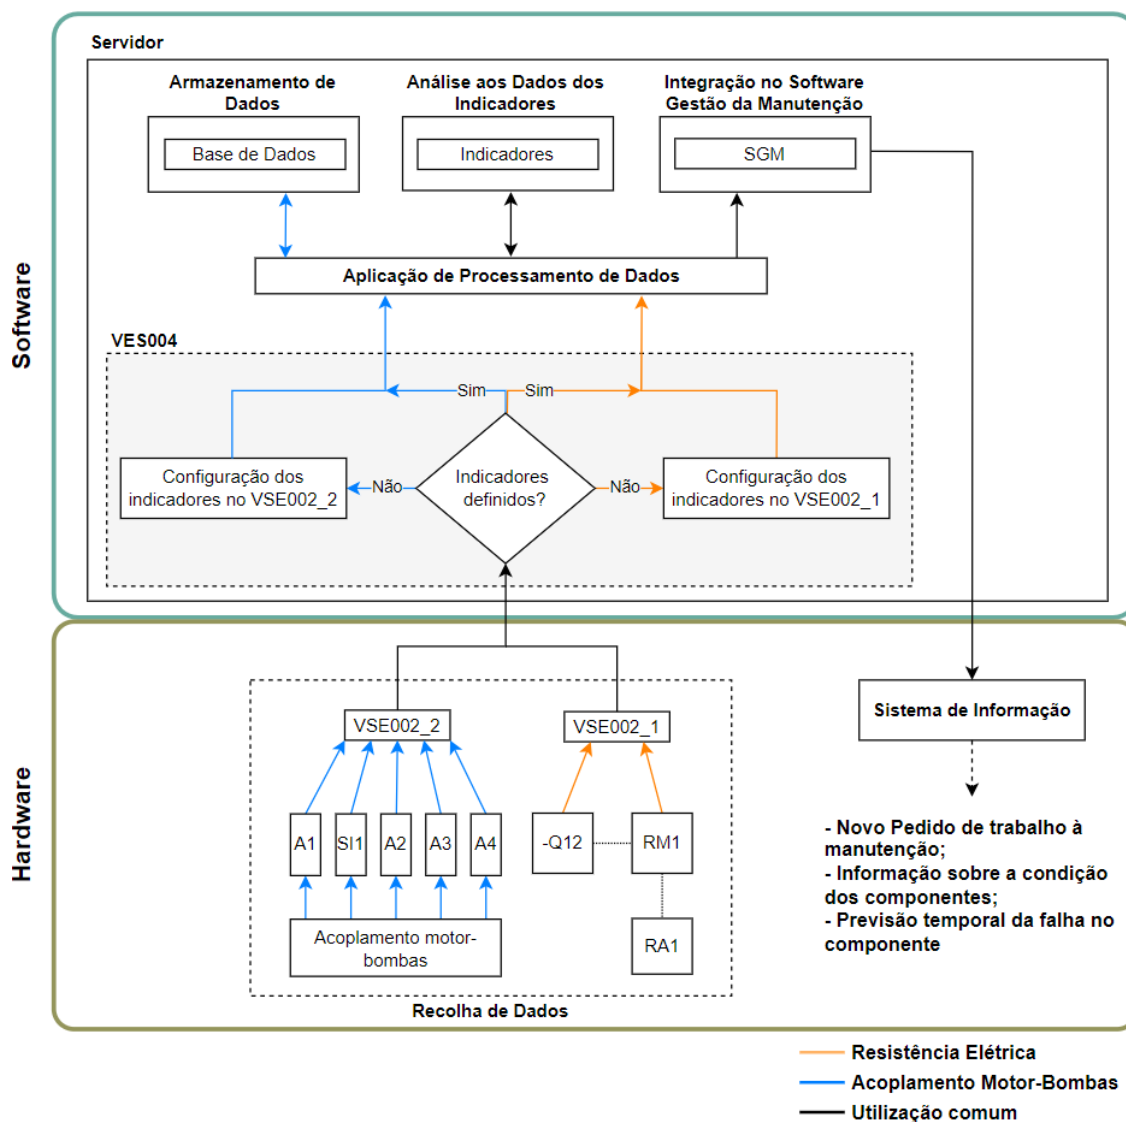 Servidor
Armazenamento de
Dados
Análise aos Dados dos
Indicadores
Integração no Software
Gestão da Manutenção
Base de Dados
Indicadores
SGM
Aplicação de Processamento de Dados
Software
VES004
Sim
Sim
Configuração dos
indicadores no VSE002_2
Não
Indicadores
definidos?
Não
Configuração dos
indicadores no VSE002_1
Hardware
VSE002_2
VSE002_1
Sistema de Informação
A1
SI1
A2
A3
A4
-Q12
RM1
Acoplamento motor-
bombas
RA1
- Novo Pedido de trabalho à
manutenção;
- Informação sobre a condição
dos componentes;
- Previsão temporal da falha no
componente
Recolha de Dados
Resistência Elétrica
Acoplamento Motor-Bombas
Utilização comum